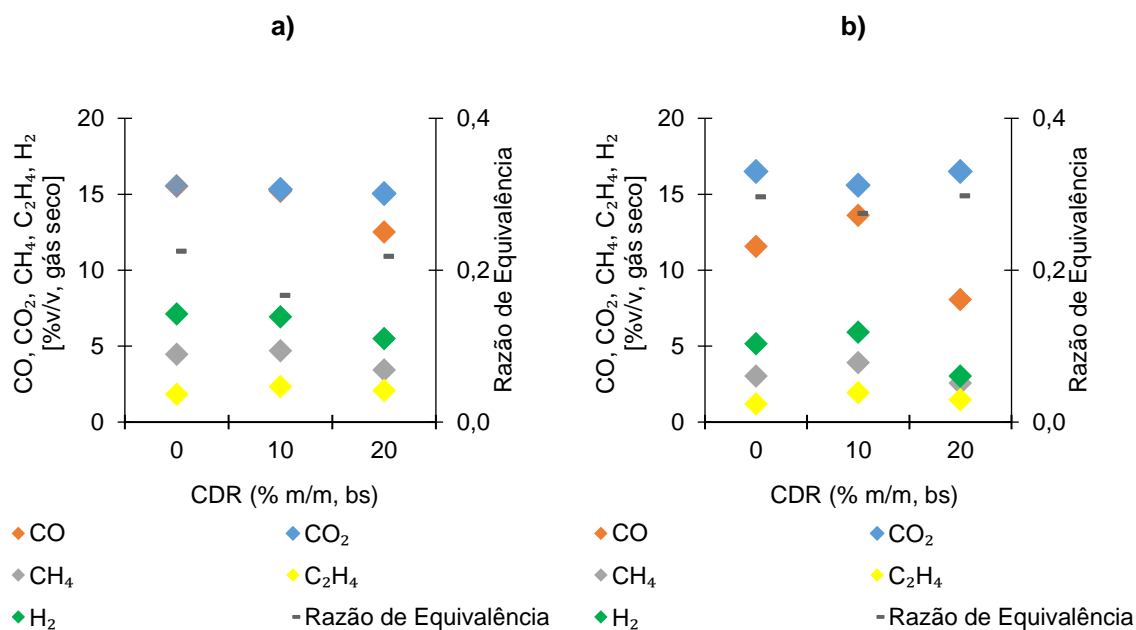 a)
CO, CO₂, CH₄, C₂H₄, H₂
[%v/v, gás seco]
20
15
10
5
0
0,4
0,2
0,0
Razão de Equivalência
0 10 20
CDR (% m/m, bs)
b)
CO, CO₂, CH₄, C₂H₄, H₂
[%v/v, gás seco]
20
15
10
5
0
0,4
0,2
0,0
Razão de Equivalência
0 10 20
CDR (% m/m, bs)
CO CO₂
CH₄ C₂H₄
H₂ Razão de Equivalência
CO CO₂
CH₄ C₂H₄
H₂ Razão de Equivalência